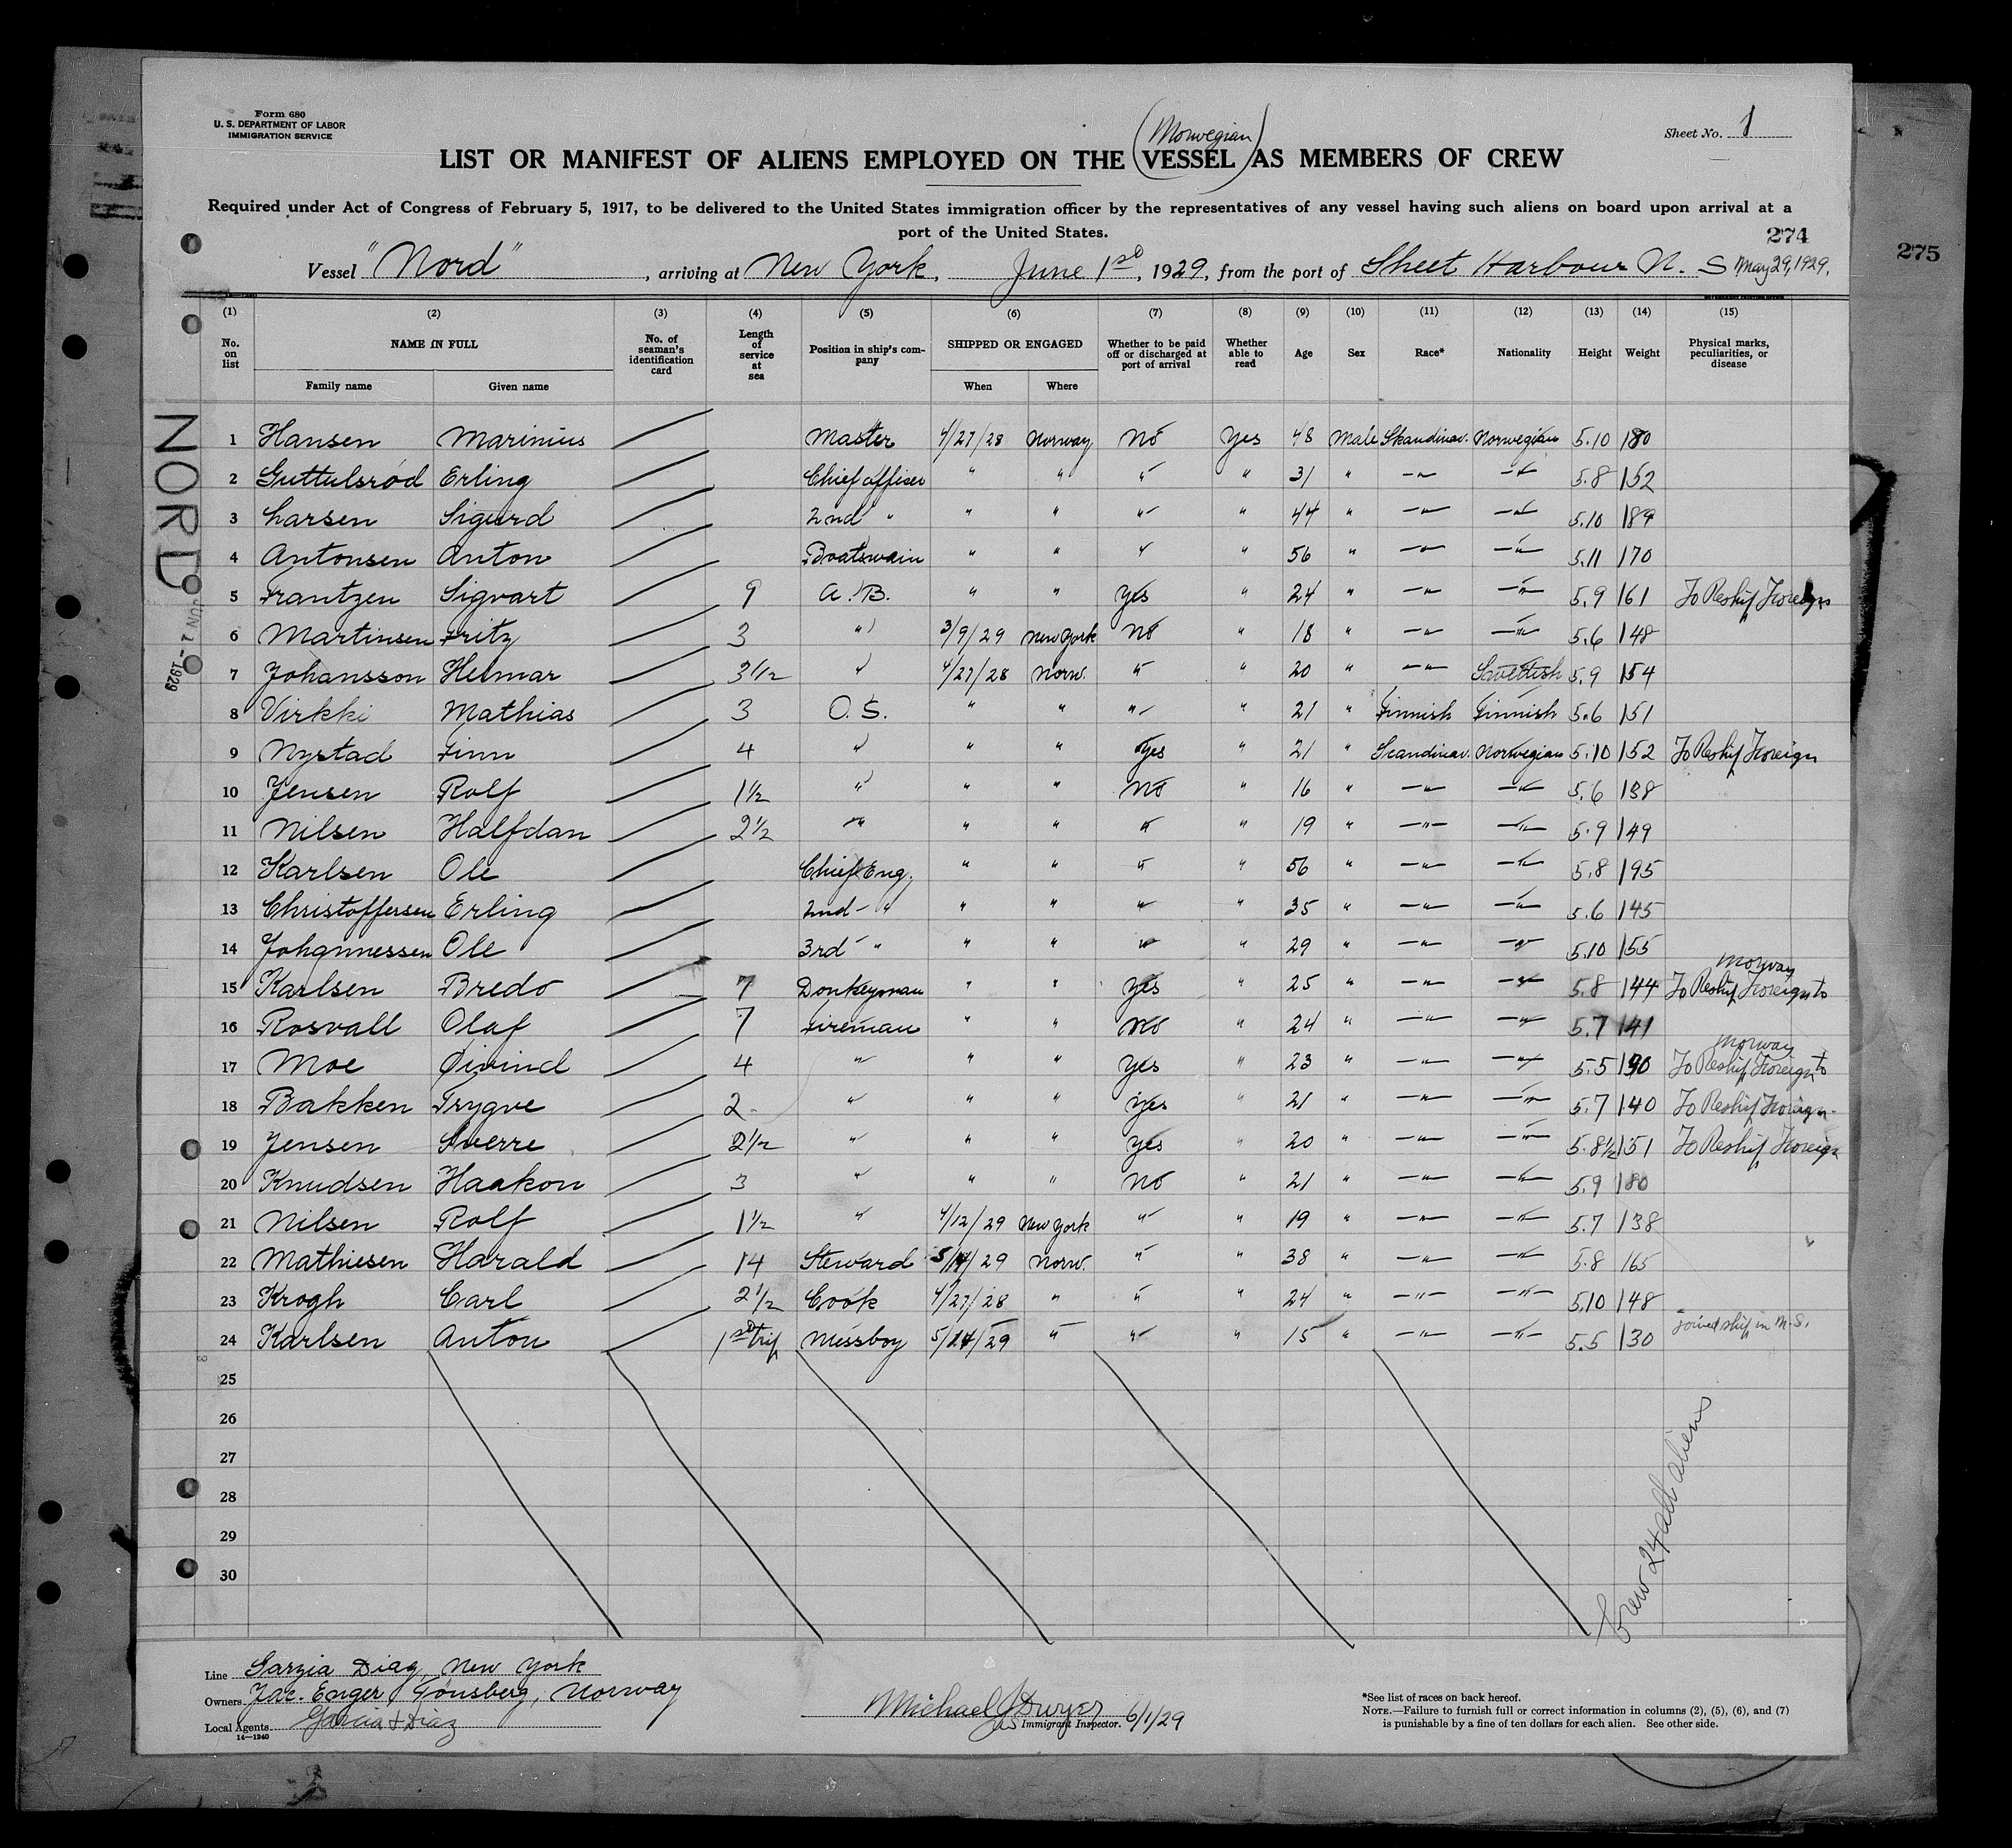 Form 680
U. S. DEPARTMENT OF LABOR
IMMIGRATION SERVICE
Sheet No. 1
(Norwegian)
LIST OR MANIFEST OF ALIENS EMPLOYED ON THE VESSEL AS MEMBERS OF CREW
Required under Act of Congress of February 5, 1917, to be delivered to the United States immigration officer by the representatives of any vessel having such aliens on board upon arrival at a
port of the United States.
274
275
Vessel "Nord", arriving at New York, June 1st, 1929, from the port of Sheet Harbour N. S May 29, 1929.
(1) (2) (3) (4) (5) (6) (7) (8) (9) (10) (11) (12) (13) (14) (15)
No. on list NAME IN FULL No. of seaman's identification card Length of service at sea Position in ship's company SHIPPED OR ENGAGED Whether to be paid off or discharged at port of arrival Whether able to read Age Sex Race* Nationality Height Weight Physical marks, peculiarities, or disease
Family name Given name When Where
NORD
JUN 2 - 1929
1 Hansen Marinius Master 4/27/28 Norway No Yes 48 Male Skandinav. Norwegian 5.10 180
2 Guttulsrød Erling Chief officer " " " " 31 " —"— —"— 5.8 152
3 Larsen Sigurd 2nd " " " " " 44 " —"— —"— 5.10 189
4 Antonsen Anton Boatswain " " " " 56 " —"— —"— 5.11 170
5 Frantzen Sigvart 9 A.B. " " Yes " 24 " —"— —"— 5.9 161 To Reship Foreign
6 Martinsen Fritz 3 " 3/9/29 New York No " 18 " —"— —"— 5.6 148
7 Johansson Helmar 3 1/2 " 4/27/28 Norw. " " 20 " —"— Swedish 5.9 154
8 Virkki Mathias 3 O.S. " " " " 21 " Finnish Finnish 5.6 151
9 Nystad Finn 4 " " " Yes " 21 " Scandinav. Norwegian 5.10 152 To Reship Foreign
10 Jensen Rolf 1 1/2 " " " No " 16 " —"— —"— 5.6 138
11 Nilsen Halfdan 2 1/2 " " " " " 19 " —"— —"— 5.9 149
12 Karlsen Ole Chief Eng. " " " " 56 " —"— —"— 5.8 195
13 Christoffersen Erling 2nd - " " " " " 35 " —"— —"— 5.6 145
14 Johannessen Ole 3rd - " " " " " 29 " —"— —"— 5.10 155
15 Karlsen Bredo 7 Donkeyman " " Yes " 25 " —"— —"— 5.8 144 To Reship Foreign to Norway
16 Rosvall Olaf 7 Fireman " " No " 24 " —"— —"— 5.7 141
17 Moe Øivind 4 " " " Yes " 23 " —"— —"— 5.5 190 To Reship Foreign to Norway
18 Bakken Trygve 2 " " " Yes " 21 " —"— —"— 5.7 140 To Reship Foreign
19 Jensen Sverre 2 1/2 " " " Yes " 20 " —"— —"— 5.8 1/2 151 To Reship Foreign
20 Knudsen Haakon 3 " " " No " 21 " —"— —"— 5.9 180
21 Nilsen Rolf 1 1/2 " 4/12/29 New York " " 19 " —"— —"— 5.7 138
22 Mathiesen Harald 14 Steward 5/14/29 Norw. " " 38 " —"— —"— 5.8 165
23 Krogh Carl 2 1/2 Cook 4/27/28 " " " 24 " —"— —"— 5.10 148
24 Karlsen Anton 1st trip Messboy 5/14/29 " " " 15 " —"— —"— 5.5 130 joined ship in N.S.
25
26
27
28
29
30
Crew 24 all aliens
Line Garzia Diaz, New York
Owners Jac. Enger, Tønsberg, Norway
Local Agents Garcia & Diaz
14—1240
Michael J Dwyer
Immigrant Inspector. 6/1/29
*See list of races on back hereof.
NOTE.—Failure to furnish full or correct information in columns (2), (5), (6), and (7)
is punishable by a fine of ten dollars for each alien. See other side.